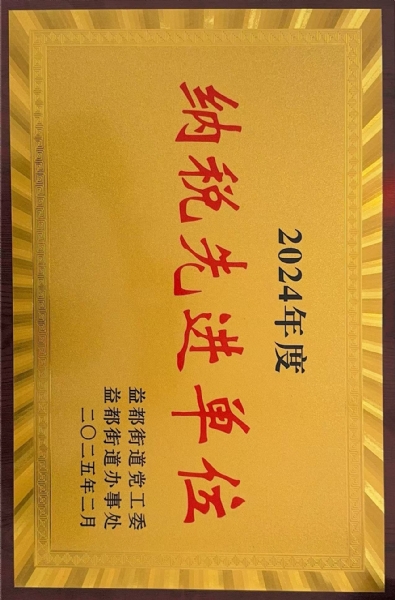 2024年度
纳税先进单位
益都街道党工委
益都街道办事处
二〇二五年二月